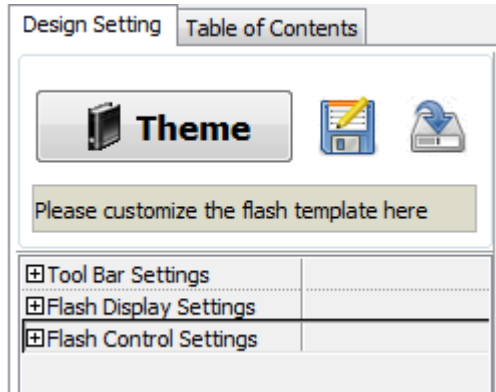 Design Setting
Table of Contents
Theme
Please customize the flash template here
Tool Bar Settings
Flash Display Settings
Flash Control Settings